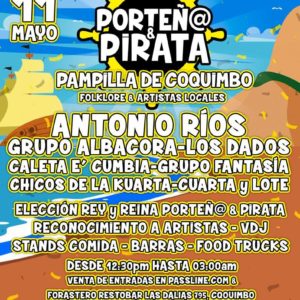 11
MAYO
PORTEÑ@
& PIRATA
PAMPILLA DE COQUIMBO
FOLKLORE & ARTISTAS LOCALES
ANTONIO RÍOS
GRUPO ALBACORA-LOS DADOS
CALETA E' CUMBIA-GRUPO FANTASÍA
CHICOS DE LA KUARTA-CUARTA y LOTE
ELECCIÓN REY y REINA PORTEÑ@ & PIRATA
RECONOCIMIENTO A ARTISTAS - VDJ
STANDS COMIDA - BARRAS - FOOD TRUCKS
DESDE 12:30pm HASTA 03:00am
VENTA DE ENTRADAS EN PASSLINE.COM &
FORASTERO RESTOBAR LAS DALIAS 795, COQUIMBO